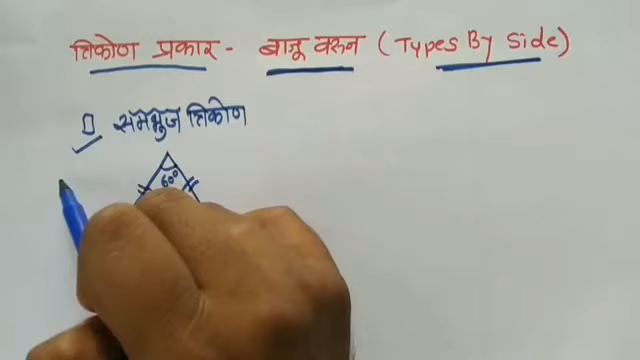 त्रिकोण प्रकार - बाजू वरून (Types By Side)
1] समभुज त्रिकोण
60°